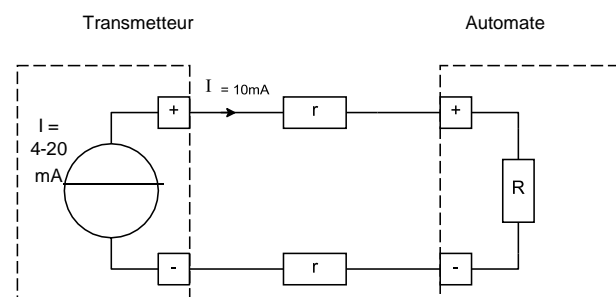 Transmetteur
Automate
I = 10mA
+
r
+
I =
4-20
mA
R
-
r
-